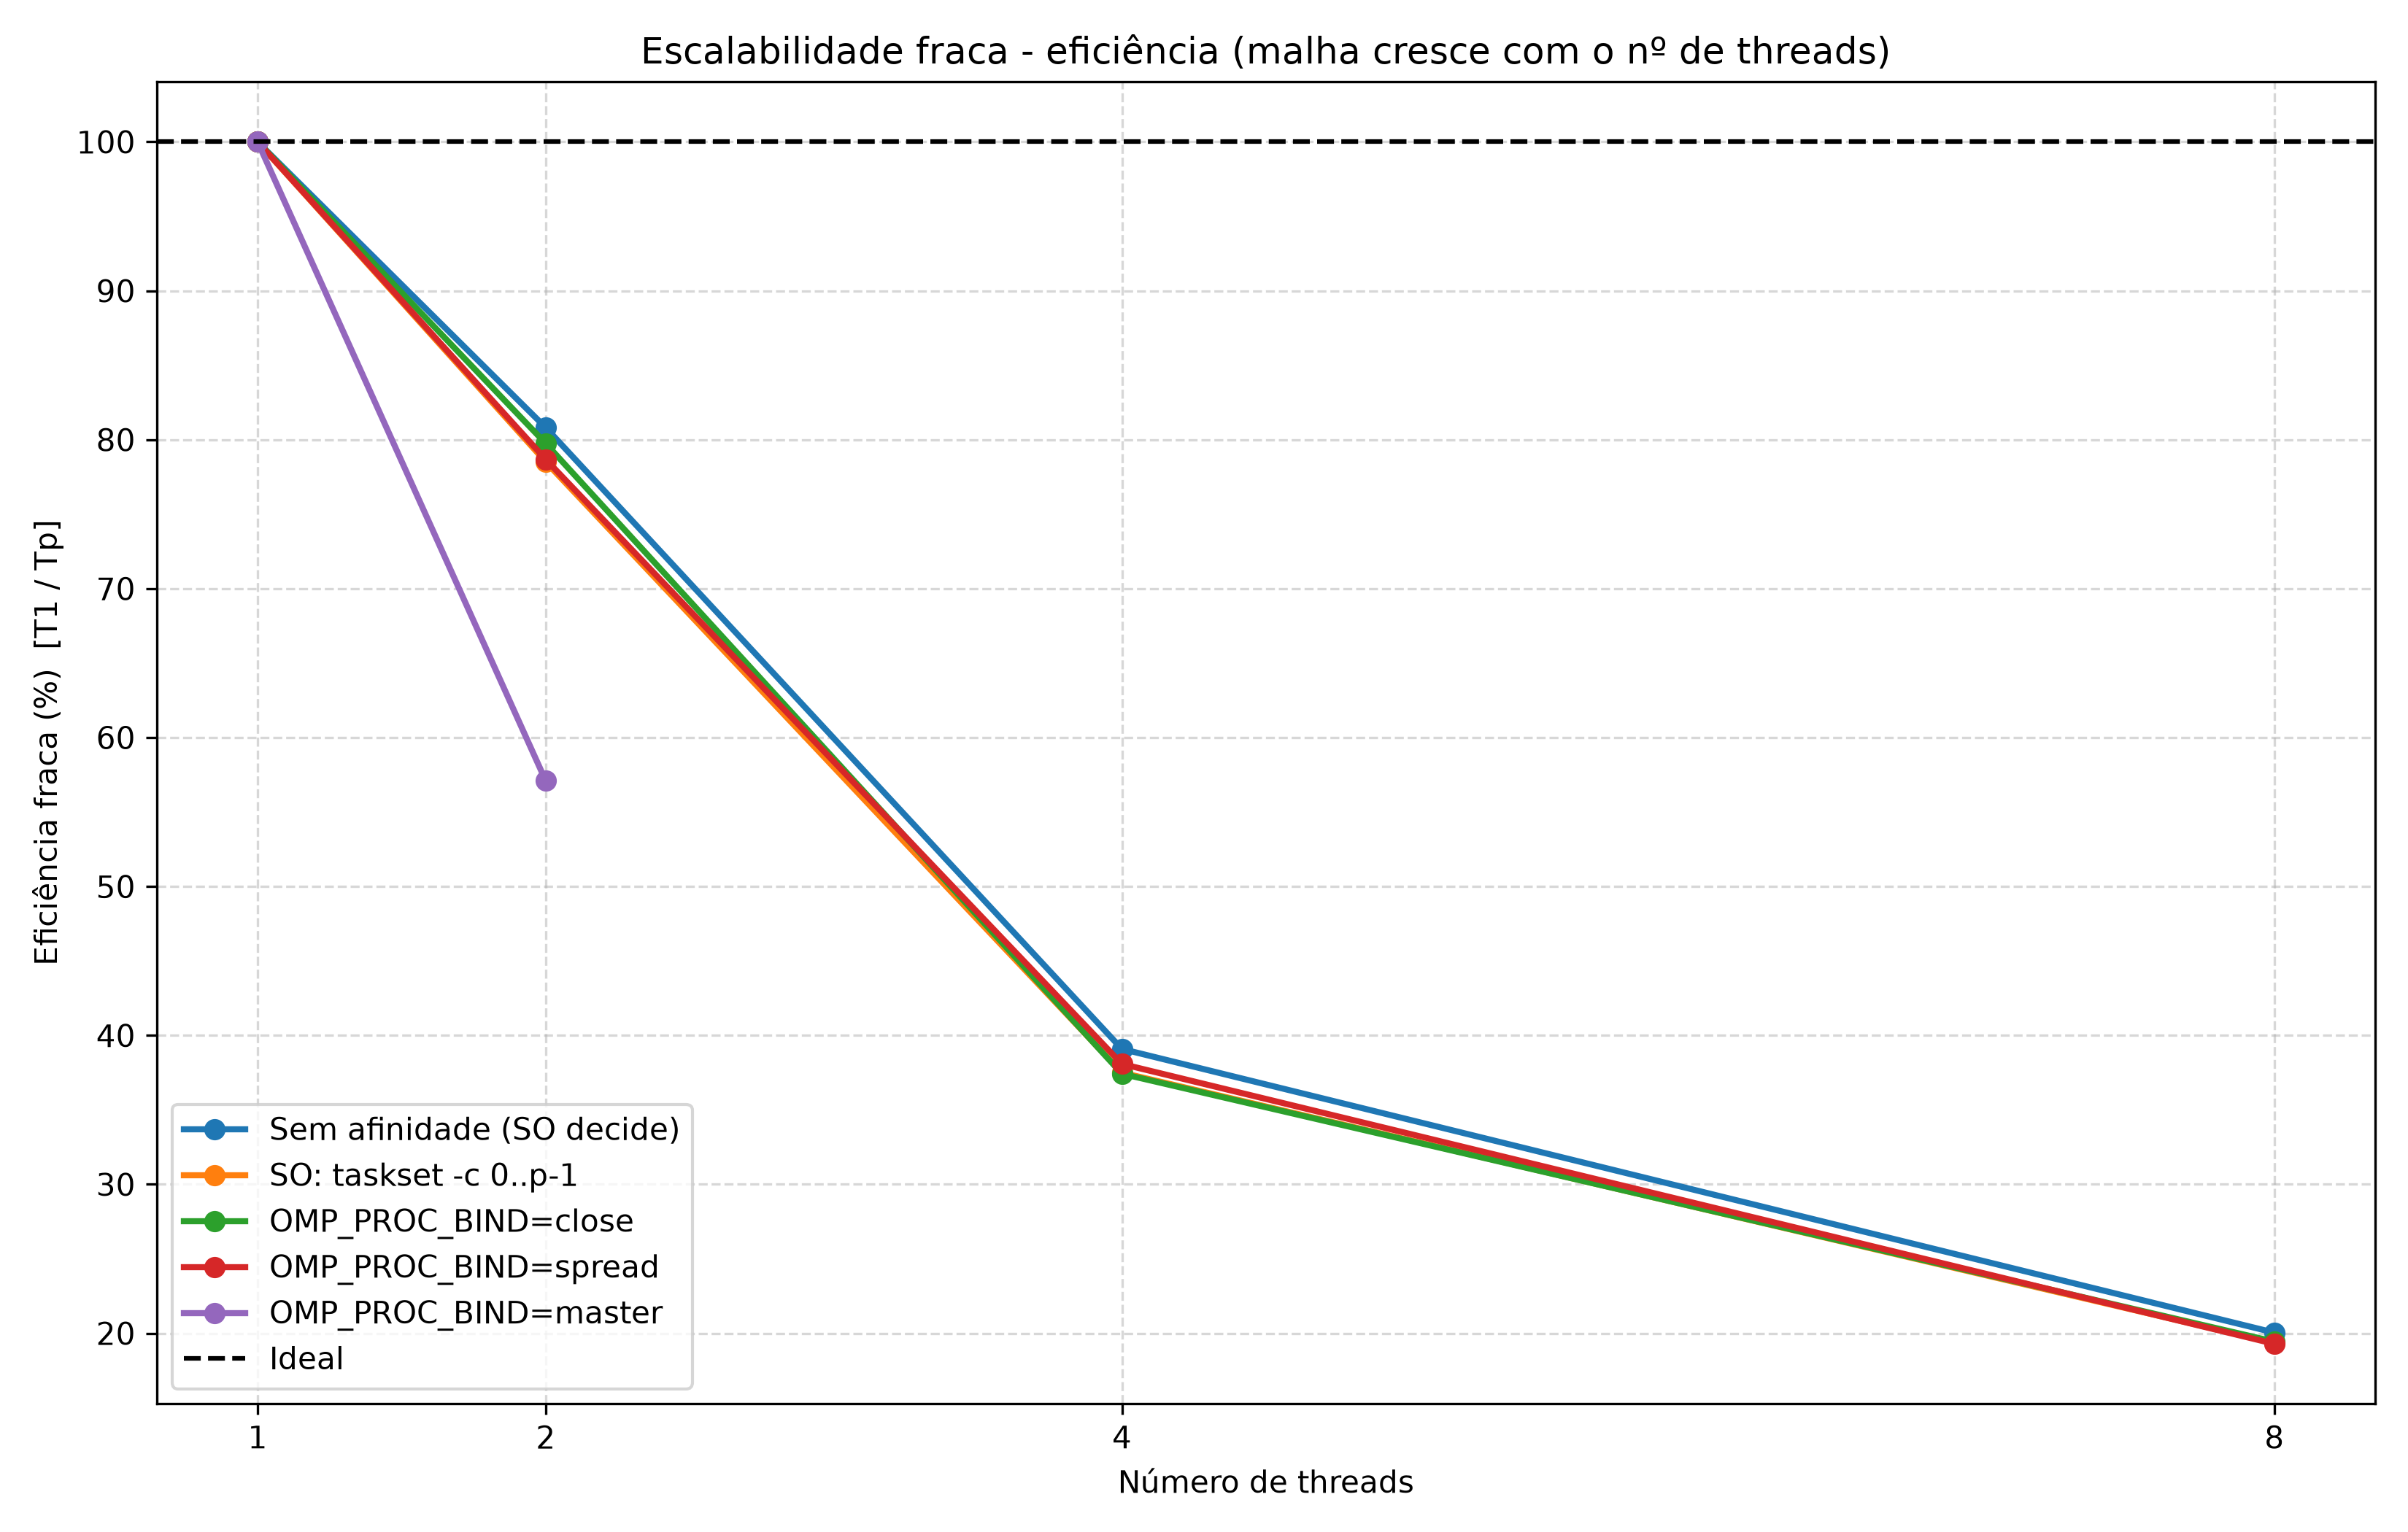 Escalabilidade fraca - eficiência (malha cresce com o nº de threads)
Eficiência fraca (%)  [T1 / Tp]
100
90
80
70
60
50
40
30
20
Sem afinidade (SO decide)
SO: taskset -c 0..p-1
OMP_PROC_BIND=close
OMP_PROC_BIND=spread
OMP_PROC_BIND=master
Ideal
1
2
4
8
Número de threads